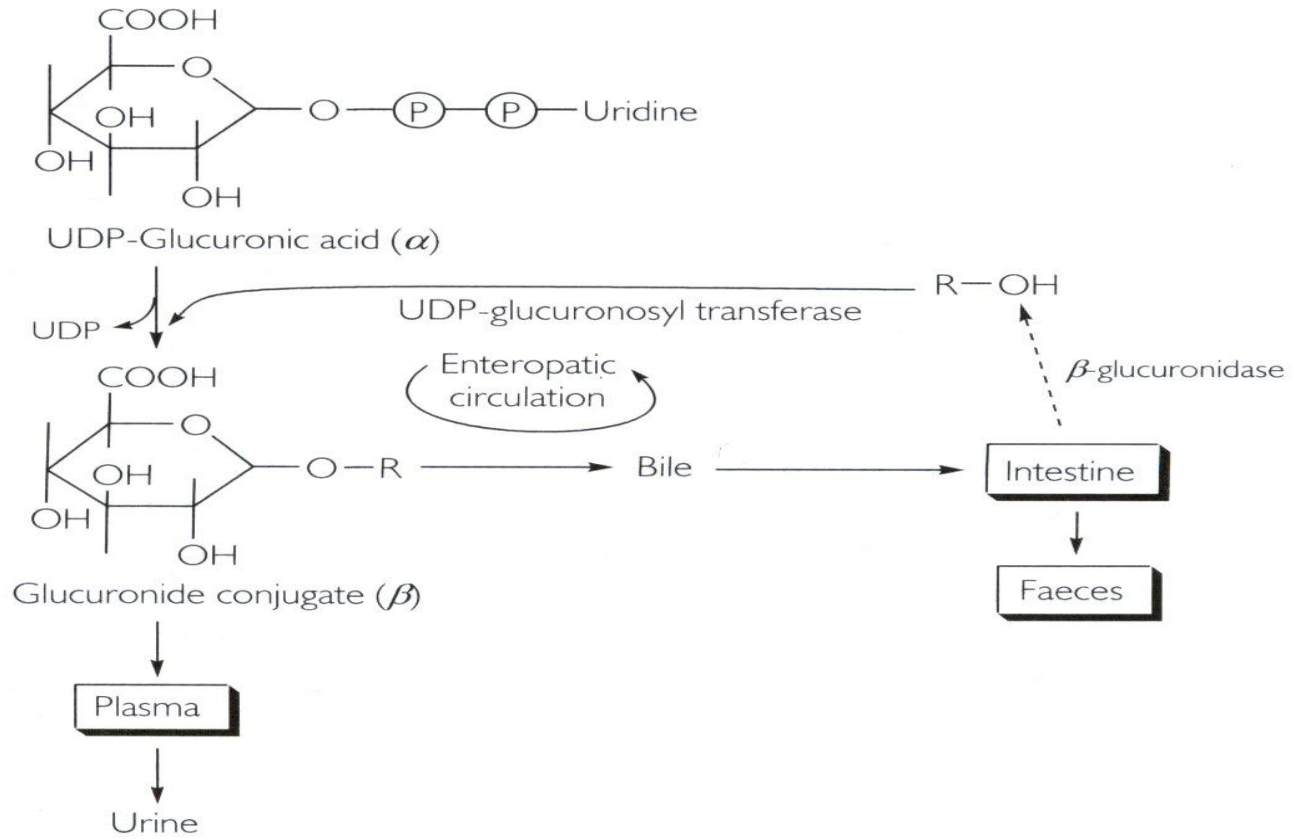 COOH
O
OH
O
P
P
Uridine
OH
OH
UDP-Glucuronic acid (α)
R—OH
UDP-glucuronosyl transferase
UDP
β-glucuronidase
COOH
Enteropatic
circulation
O
OH
O—R
Bile
Intestine
OH
OH
Glucuronide conjugate (β)
Faeces
Plasma
Urine